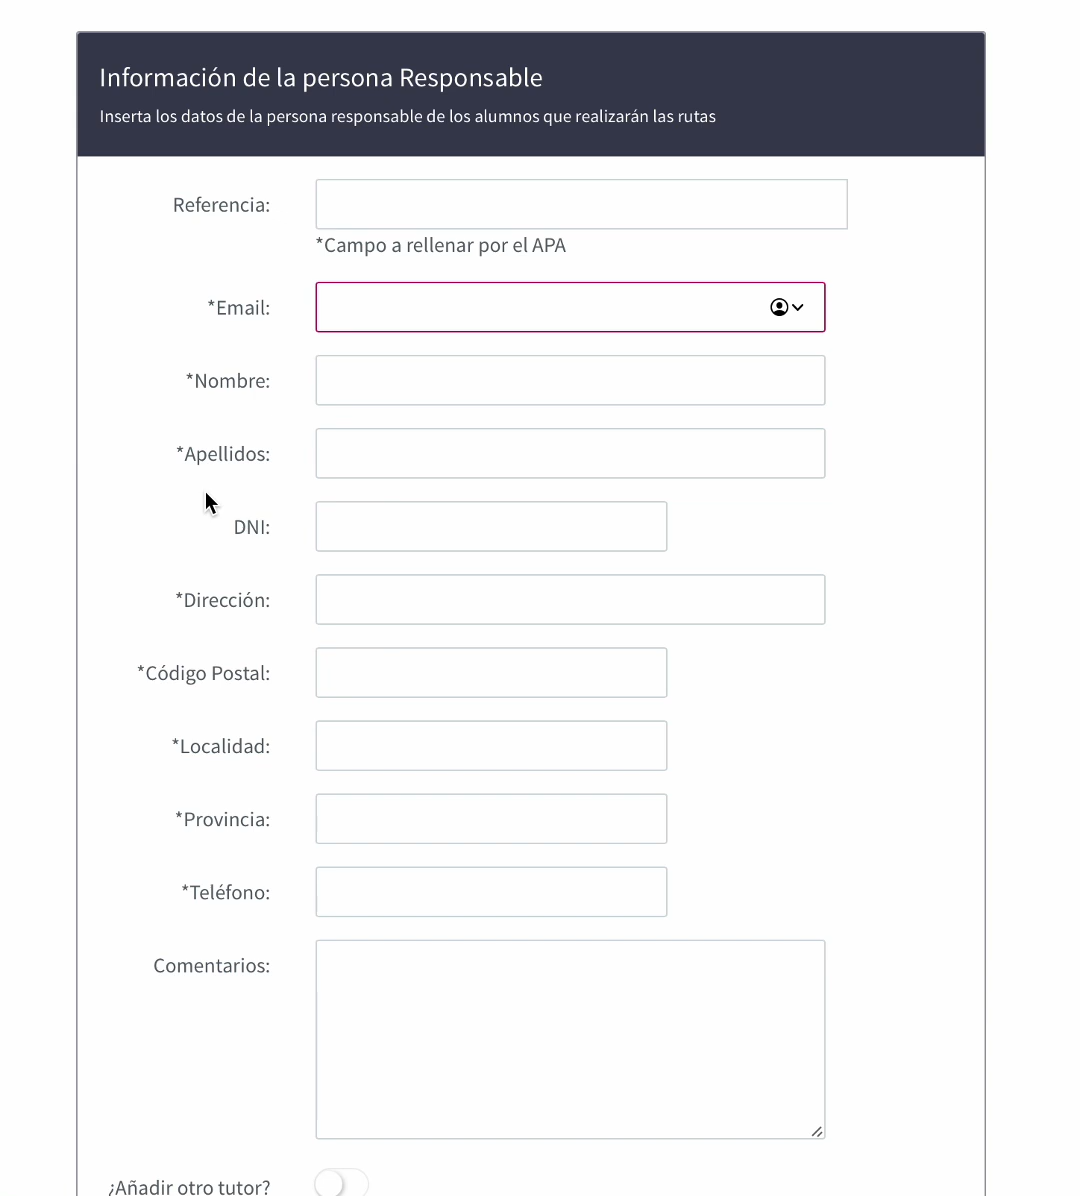 Información de la persona Responsable
Inserta los datos de la persona responsable de los alumnos que realizarán las rutas
Referencia:
*Campo a rellenar por el APA
*Email:
*Nombre:
*Apellidos:
DNI:
*Dirección:
*Código Postal:
*Localidad:
*Provincia:
*Teléfono:
Comentarios:
¿Añadir otro tutor?